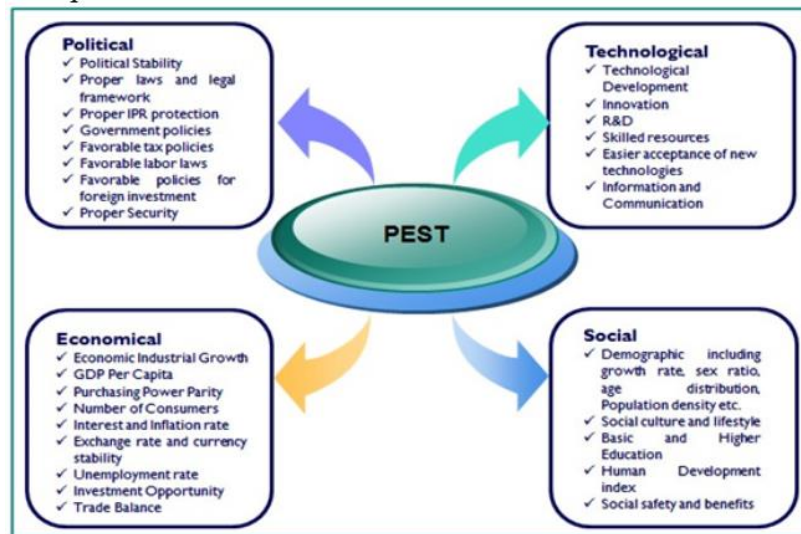 Political
✓ Political Stability
✓ Proper laws and legal
framework
✓ Proper IPR protection
✓ Government policies
✓ Favorable tax policies
✓ Favorable labor laws
✓ Favorable policies for
foreign investment
✓ Proper Security
Technological
✓ Technological
Development
✓ Innovation
✓ R&D
✓ Skilled resources
✓ Easier acceptance of new
technologies
✓ Information and
Communication
PEST
Economical
✓ Economic Industrial Growth
✓ GDP Per Capita
✓ Purchasing Power Parity
✓ Number of Consumers
✓ Interest and Inflation rate
✓ Exchange rate and currency
stability
✓ Unemployment rate
✓ Investment Opportunity
✓ Trade Balance
Social
✓ Demographic including
growth rate, sex ratio,
age distribution,
Population density etc.
✓ Social culture and lifestyle
✓ Basic and Higher
Education
✓ Human Development
index
✓ Social safety and benefits